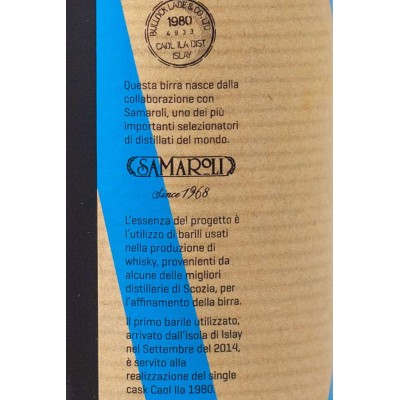 BULLOCH LADE & CO. LTD
1980
4933
CAOL ILA DIST
ISLAY
Questa birra nasce dalla
collaborazione con
Samaroli, uno dei più
importanti selezionatori
di distillati del mondo.
SAMAROLI
Since 1968
L'essenza del progetto è
l'utilizzo di barili usati
nella produzione di
whisky, provenienti da
alcune delle migliori
distillerie di Scozia, per
l'affinamento della birra.
Il primo barile utilizzato,
arrivato dall'isola di Islay
nel Settembre del 2014,
è servito alla
realizzazione del single
cask Caol Ila 1980.